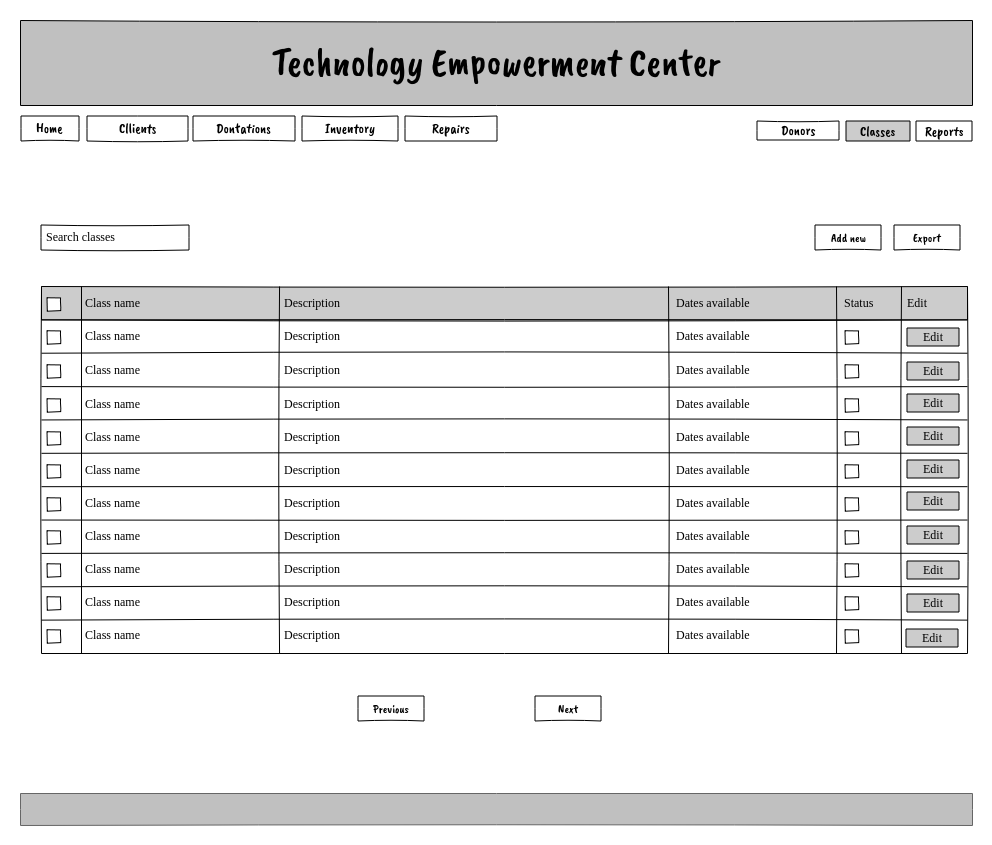 Technology Empowerment Center
Home Cllients Dontations Inventory Repairs Donors Classes Reports
Search classes Add new Export
Class name Description Dates available Status Edit
Class name Description Dates available Edit
Class name Description Dates available Edit
Class name Description Dates available Edit
Class name Description Dates available Edit
Class name Description Dates available Edit
Class name Description Dates available Edit
Class name Description Dates available Edit
Class name Description Dates available Edit
Class name Description Dates available Edit
Class name Description Dates available Edit
Previous Next